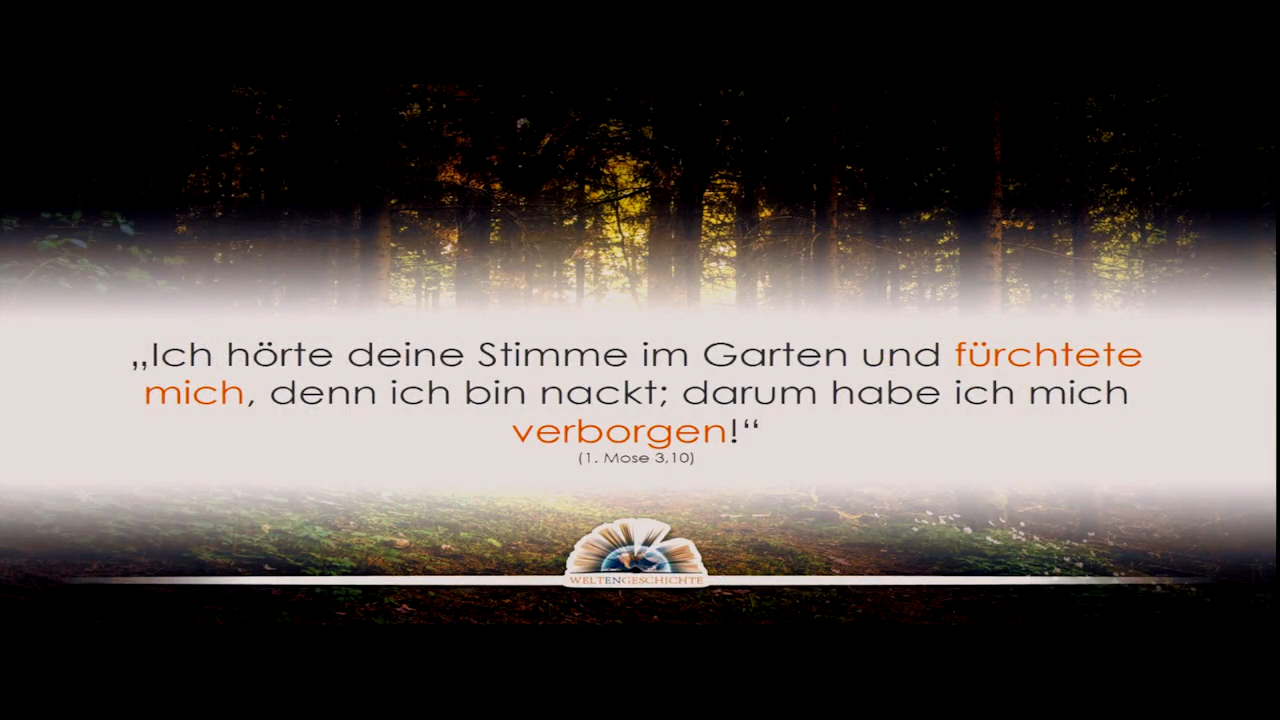 „Ich hörte deine Stimme im Garten und fürchtete
mich, denn ich bin nackt; darum habe ich mich
verborgen!“
(1. Mose 3,10)
WELTENGESCHICHTE